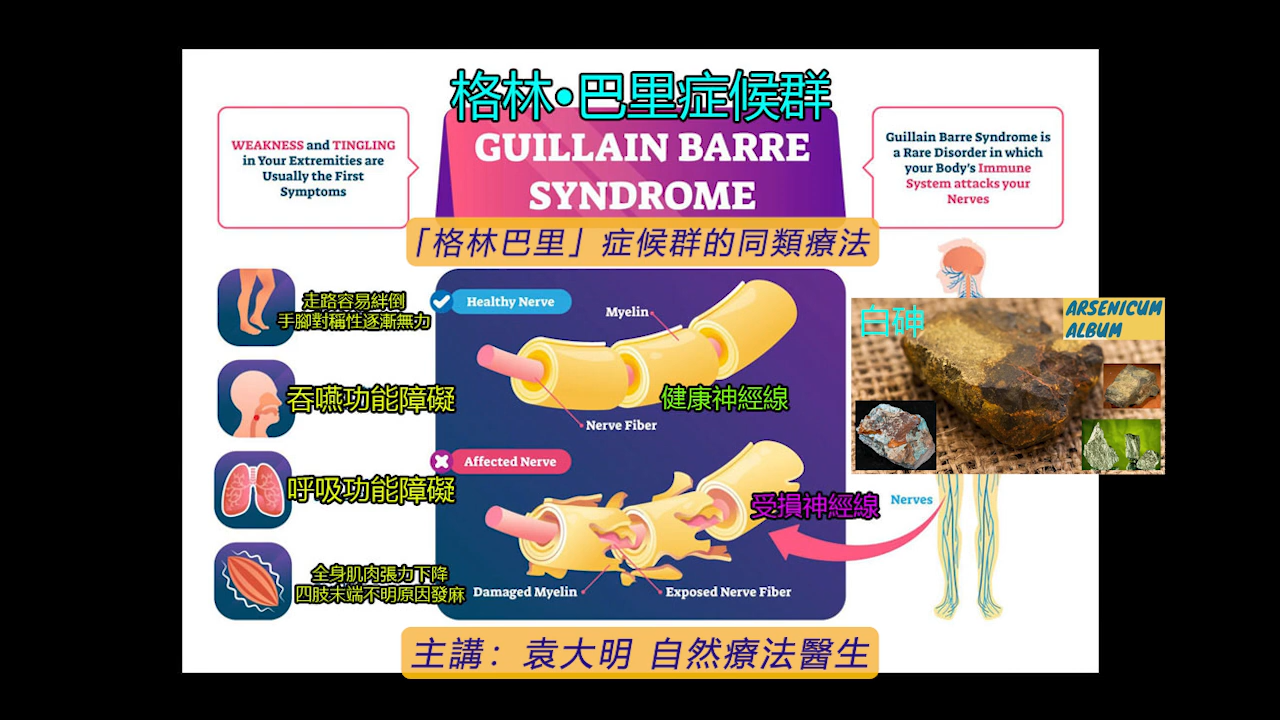 格林•巴里症候群
GUILLAIN BARRE
SYNDROME
「格林巴里」症候群的同類療法
WEAKNESS and TINGLING
in Your Extremities are
Usually the First
Symptoms
Guillain Barre Syndrome is
a Rare Disorder in which
your Body's Immune
System attacks your
Nerves
走路容易絆倒
手腳對稱性逐漸無力
吞嚥功能障礙
呼吸功能障礙
全身肌肉張力下降
四肢末端不明原因發麻
Healthy Nerve
Myelin
健康神經線
Nerve Fiber
Affected Nerve
受損神經線
Damaged Myelin
Exposed Nerve Fiber
白砷
ARSENICUM
ALBUM
Nerves
主講：袁大明 自然療法醫生